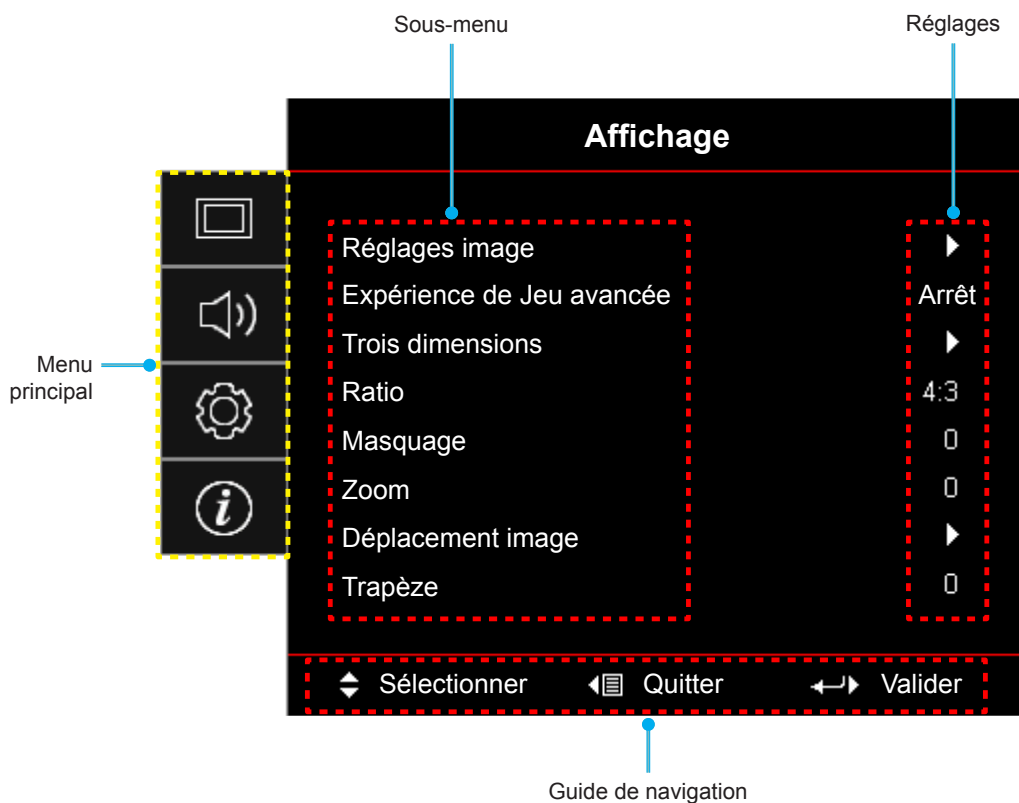 Sous-menu
Réglages
Affichage
Menu
principal
Réglages image
Expérience de Jeu avancée Arrêt
Trois dimensions
Ratio 4:3
Masquage 0
Zoom 0
Déplacement image
Trapèze 0
Sélectionner Quitter Valider
Guide de navigation